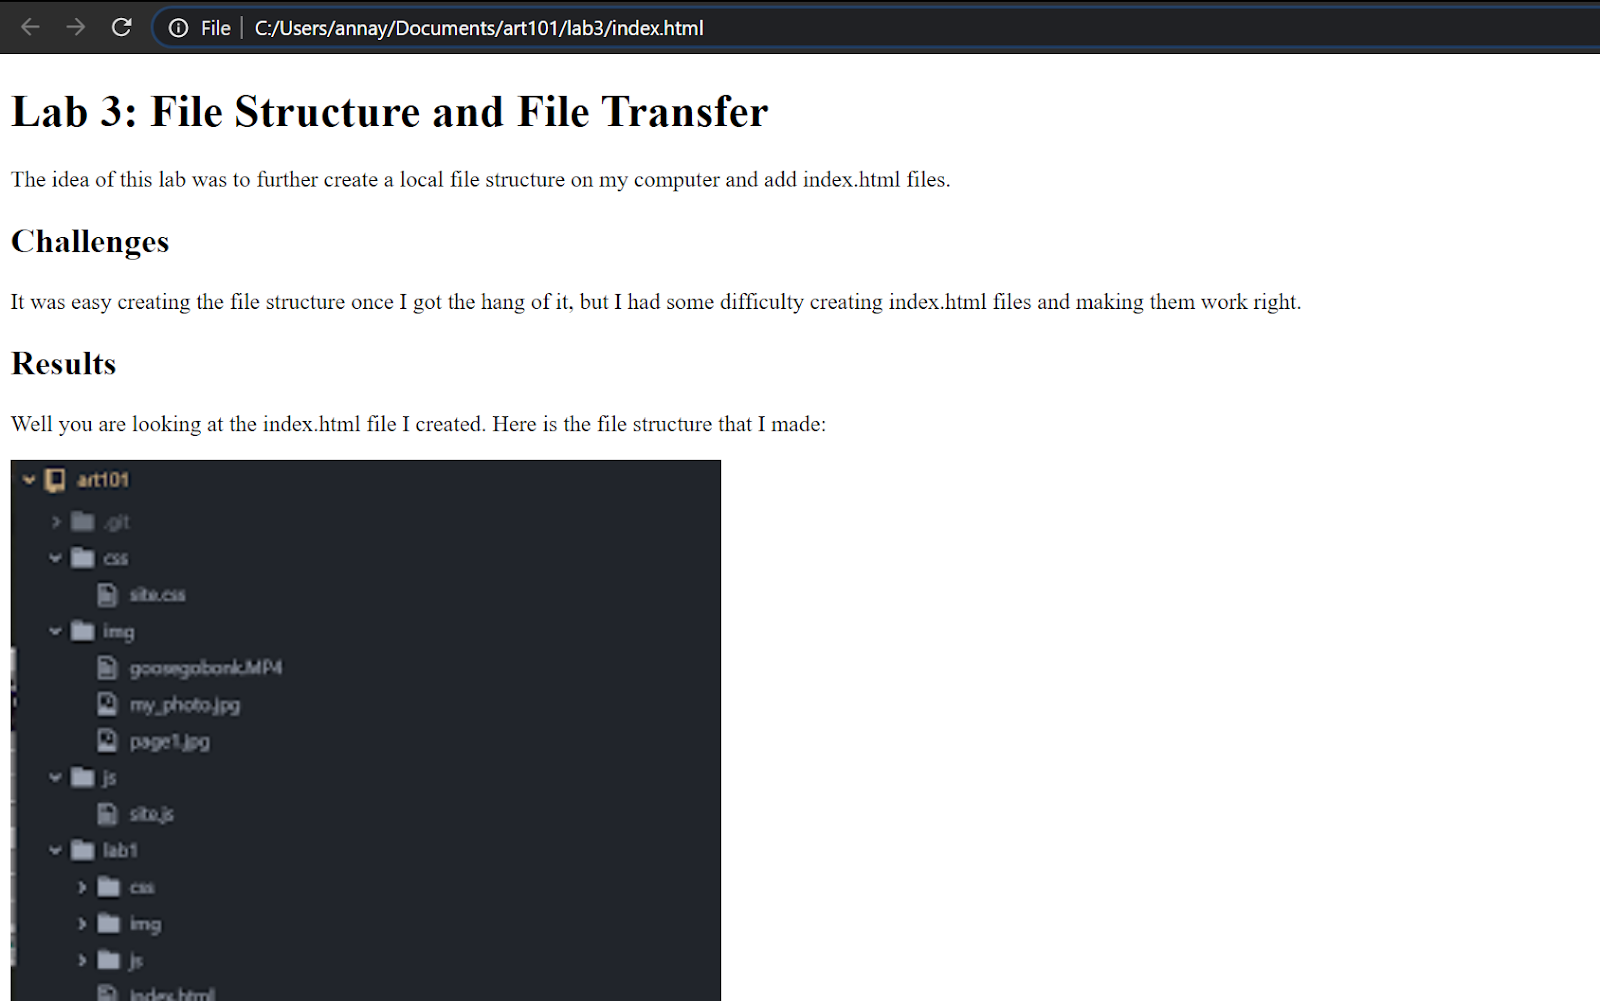 File | C:/Users/annay/Documents/art101/lab3/index.html
Lab 3: File Structure and File Transfer
The idea of this lab was to further create a local file structure on my computer and add index.html files.
Challenges
It was easy creating the file structure once I got the hang of it, but I had some difficulty creating index.html files and making them work right.
Results
Well you are looking at the index.html file I created. Here is the file structure that I made:
art101
.git
css
site.css
img
goosegobonk.MP4
my_photo.jpg
page1.jpg
js
site.js
lab1
css
img
js
index.html